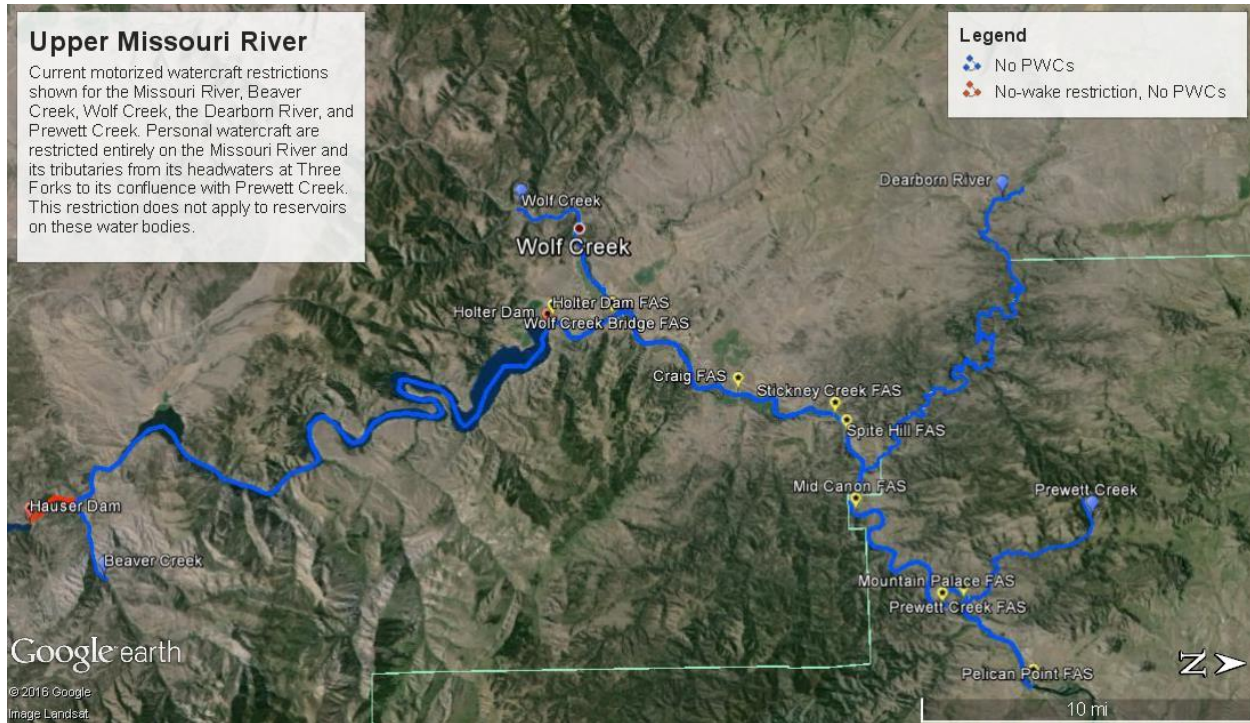 Upper Missouri River
Current motorized watercraft restrictions
shown for the Missouri River, Beaver
Creek, Wolf Creek, the Dearborn River, and
Prewett Creek. Personal watercraft are
restricted entirely on the Missouri River and
its tributaries from its headwaters at Three
Forks to its confluence with Prewett Creek.
This restriction does not apply to reservoirs
on these water bodies.
Legend
No PWCs
No-wake restriction, No PWCs
Dearborn River
Wolf Creek
Wolf Creek
Holter Dam FAS
Holter Dam
Wolf Creek Bridge FAS
Craig FAS
Stickney Creek FAS
Spite Hill FAS
Mid Canon FAS
Prewett Creek
Hauser Dam
Beaver Creek
Mountain Palace FAS
Prewett Creek FAS
Pelican Point FAS
Google earth
© 2016 Google
Image Landsat
N
10 mi